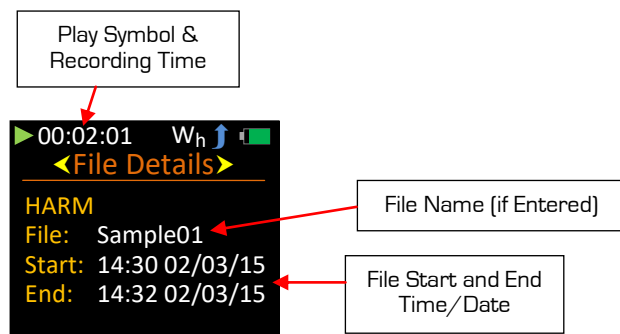 Play Symbol &
Recording Time
00:02:01 Wh
File Details
HARM
File: Sample01
Start: 14:30 02/03/15
End: 14:32 02/03/15
File Name (if Entered)
File Start and End
Time/Date